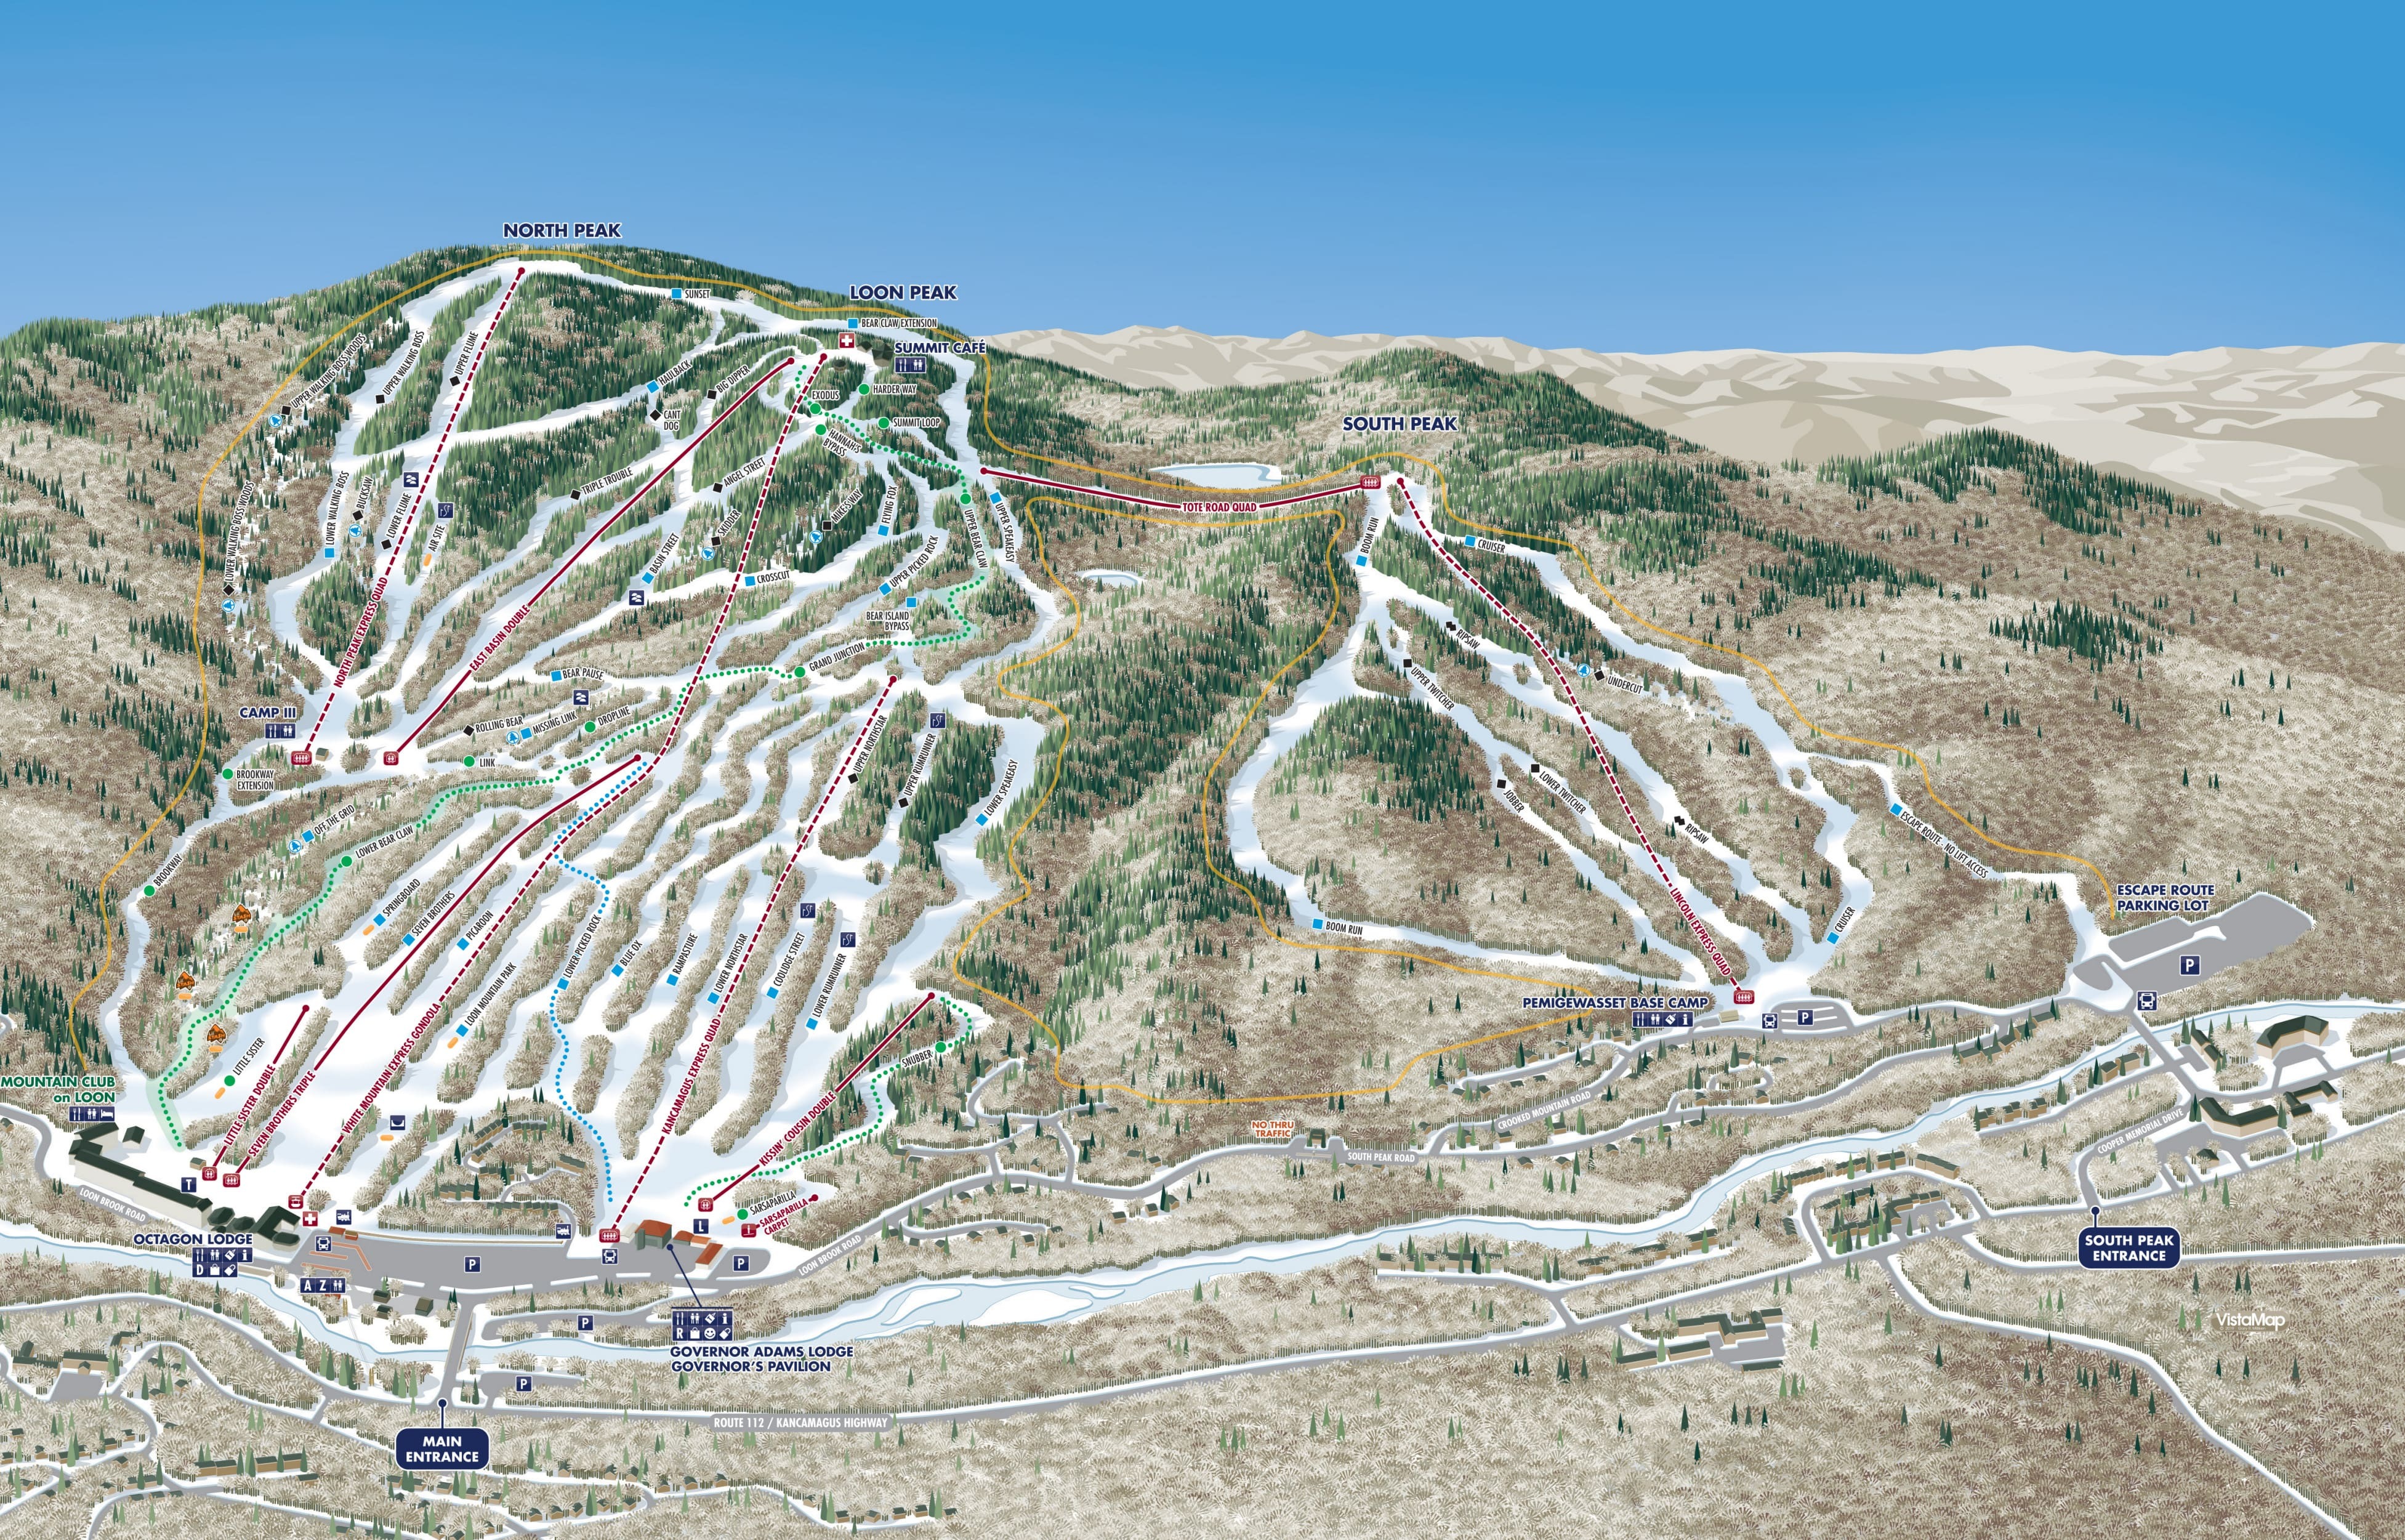 NORTH PEAK
LOON PEAK
SUNSET
BEAR CLAW EXTENSION
SUMMIT CAFÉ
UPPER WALKING BOSS WOODS
UPPER WALKING BOSS
UPPER FLUME
HAULBACK
BIG DIPPER
CANT
DOG
EXODUS
HARDER WAY
SUMMIT LOOP
HANNAH'S
BYPASS
SOUTH PEAK
LOWER WALKING BOSS WOODS
LOWER WALKING BOSS
BUCKSAW
LOWER FLUME
AIR SITE
TRIPLE TROUBLE
ANGEL STREET
SKIDDER
BASIN STREET
MIKE'S WAY
FLYING FOX
UPPER PICKED ROCK
UPPER BEAR CLAW
UPPER SPEAKEASY
TOTE ROAD QUAD
BOOM RUN
CRUISER
CROSSCUT
BEAR ISLAND
BYPASS
NORTH PEAK EXPRESS QUAD
EAST BASIN DOUBLE
GRAND JUNCTION
BEAR PAUSE
RIPSAW
UPPER TWITCHER
UNDERCUT
CAMP III
ROLLING BEAR
MISSING LINK
DROPLINE
LINK
BROOKWAY
EXTENSION
UPPER NORTHSTAR
UPPER RUMRUNNER
LOWER SPEAKEASY
LOWER TWITCHER
JOBBER
RIPSAW
ESCAPE ROUTE - NO LIFT ACCESS
OFF THE GRID
LOWER BEAR CLAW
BROOKWAY
SPRINGBOARD
SEVEN BROTHERS
PICAROON
LOON MOUNTAIN PARK
LOWER PICKED ROCK
BLUE OX
RAMPASTURE
LOWER NORTHSTAR
COOLIDGE STREET
LOWER RUMRUNNER
BOOM RUN
LINCOLN EXPRESS QUAD
CRUISER
ESCAPE ROUTE
PARKING LOT
P
PEMIGEWASSET BASE CAMP
i
P
LITTLE SISTER
LITTLE SISTER DOUBLE
SEVEN BROTHERS TRIPLE
WHITE MOUNTAIN EXPRESS GONDOLA
KANCAMAGUS EXPRESS QUAD
KISSIN' COUSIN DOUBLE
SNUBBER
MOUNTAIN CLUB
on LOON
T
SARSAPARILLA
SARSAPARILLA
CARPET
L
NO THRU
TRAFFIC
CROOKED MOUNTAIN ROAD
SOUTH PEAK ROAD
COOPER MEMORIAL DRIVE
LOON BROOK ROAD
OCTAGON LODGE
i
D
A Z
P
P
LOON BROOK ROAD
SOUTH PEAK
ENTRANCE
P
i
R
GOVERNOR ADAMS LODGE
GOVERNOR'S PAVILION
P
ROUTE 112 / KANCAMAGUS HIGHWAY
MAIN
ENTRANCE
VistaMap